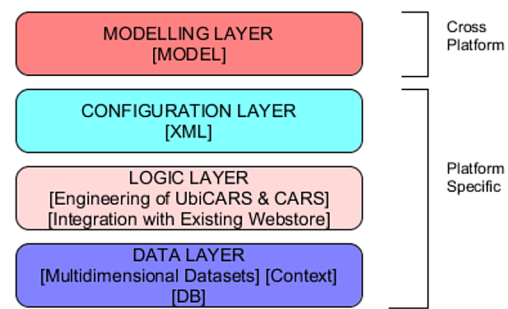 MODELLING LAYER
[MODEL]
Cross
Platform
CONFIGURATION LAYER
[XML]
LOGIC LAYER
[Engineering of UbiCARS & CARS]
[Integration with Existing Webstore]
Platform
Specific
DATA LAYER
[Multidimensional Datasets] [Context]
[DB]